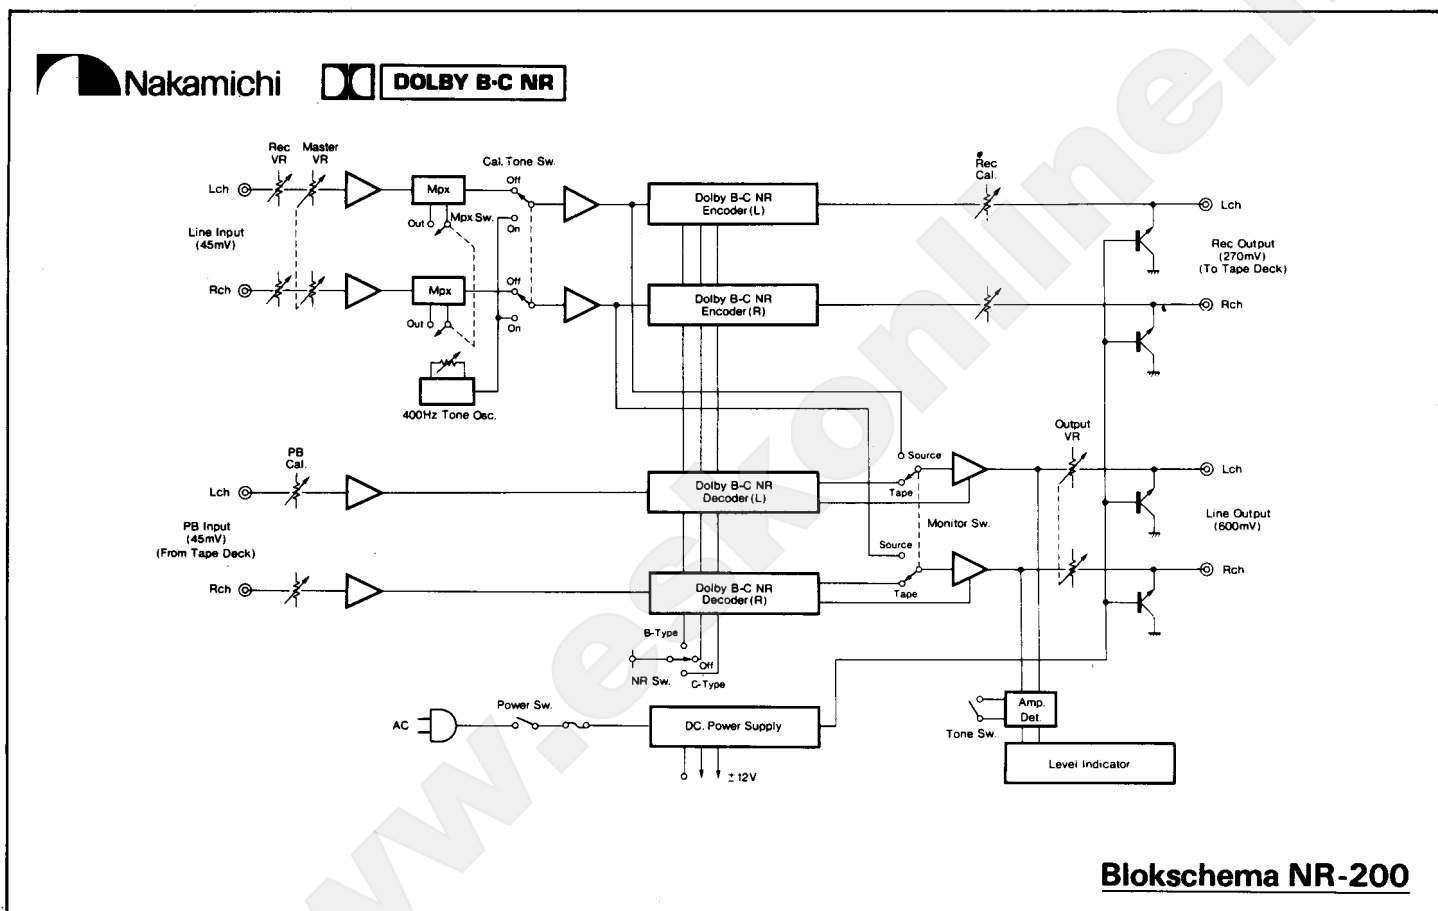 Nakamichi
DOLBY B·C NR
Rec VR
Master VR
Cal. Tone Sw.
Rec Cal.
Lch
Mpx
Off
Dolby B-C NR
Encoder (L)
Lch
Out
Mpx Sw.
On
Line Input
(45mV)
Rec Output
(270mV)
(To Tape Deck)
Rch
Mpx
Off
Dolby B-C NR
Encoder (R)
Rch
Out
On
400Hz Tone Osc.
Output VR
PB Cal.
Source
Lch
Dolby B-C NR
Decoder (L)
Tape
Lch
PB Input
(45mV)
(From Tape Deck)
Monitor Sw.
Line Output
(600mV)
Source
Rch
Dolby B-C NR
Decoder (R)
Tape
Rch
B-Type
Off
NR Sw.
C-Type
Power Sw.
AC
DC. Power Supply
Amp. Det.
Tone Sw.
±12V
Level Indicator
Blokschema NR-200
www.eskonline.